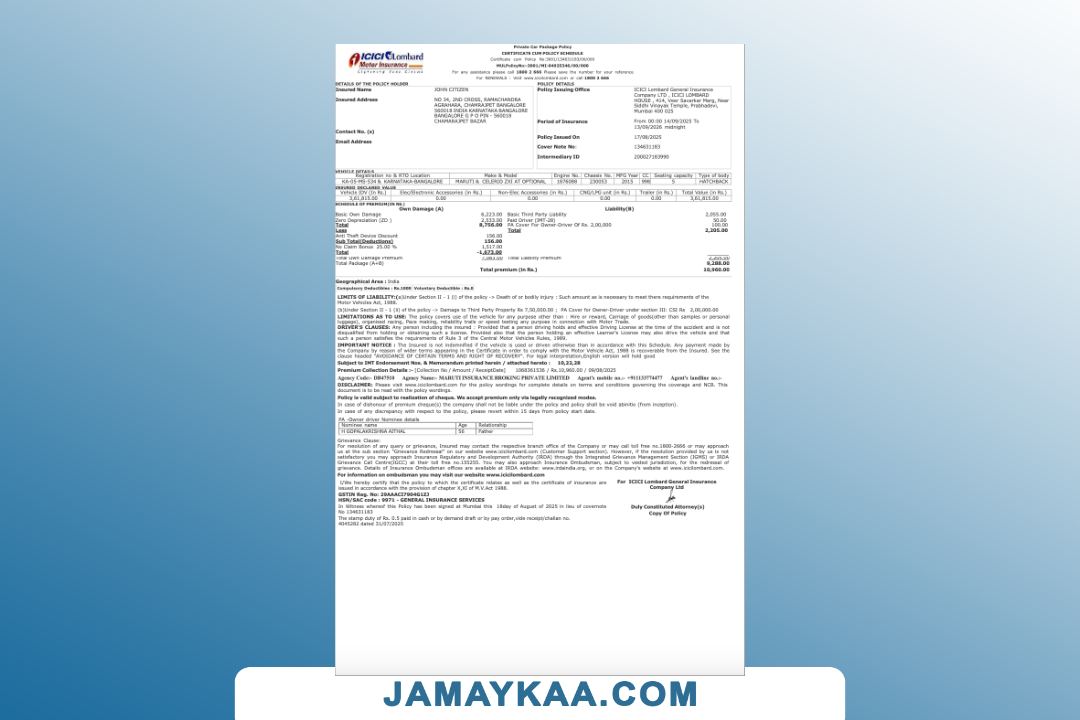 Private Car Package Policy
CERTIFICATE CUM POLICY SCHEDULE
ICICI Lombard
Motor Insurance
For any assistance please call 1800 2 666 Please save the number for your reference
For RENEWALS : Visit www.icicilombard.com or call 1800 2 666
DETAILS OF THE POLICY HOLDER
POLICY DETAILS
Insured Name JOHN CITIZEN
Insured Address NO 34, 2ND CROSS, RAMACHANDRA
AGRAHARA, CHAMRAJPET BANGALORE
560018 INDIA KARNATAKA-BANGALORE
BANGALORE G P O PIN - 560018
CHAMARAJPET BAZAR
Contact No. (s)
Email Address
Policy Issuing Office ICICI Lombard General Insurance
Company LTD , ICICI LOMBARD
HOUSE , 414, Veer Savarkar Marg, Near
Siddhi Vinayak Temple, Prabhadevi,
Mumbai 400 025
Period of Insurance From 00:00 14/09/2025 To
13/09/2026 midnight
Policy Issued On 17/08/2025
Cover Note No: 134631183
Intermediary ID 200027163990
VEHICLE DETAILS
Registration no & RTO Location Make & Model Engine No. Chassis No. MFG Year CC Seating capacity Type of body
KA-05-MS-534 & KARNATAKA-BANGALORE MARUTI & CELERIO ZXI AT OPTIONAL 1976088 230053 2015 998 5 HATCHBACK
INSURED DECLARED VALUE
Vehicle IDV (in Rs.) Elec/Electronic Accessories (in Rs.) Non-Elec Accessories (in Rs.) CNG/LPG unit (in Rs.) Trailer (in Rs.) Total Value (in Rs.)
3,61,815.00 0.00 0.00 0.00 0.00 3,61,815.00
SCHEDULE OF PREMIUM(IN RS.)
Own Damage (A) Liability(B)
Basic Own Damage 6,223.00 Basic Third Party Liability 2,055.00
Zero Depreciation (ZD ) 2,533.00 Paid Driver (IMT-28) 50.00
Total 8,756.00 PA Cover For Owner-Driver Of Rs. 2,00,000 100.00
Less Total 2,205.00
Anti Theft Device Discount 156.00
Sub Total(Deductions) 156.00
No Claim Bonus 25.00 % 1,517.00
Total -1,673.00
Total Own Damage Premium 7,083.00 Total Liability Premium 2,205.00
Total Package (A+B) 9,288.00
Total premium (in Rs.) 10,960.00
Geographical Area : India
Compulsory Deductibles : Rs.1000 Voluntary Deductible : Rs.0
LIMITS OF LIABILITY:(a)Under Section II - 1 (i) of the policy -> Death of or bodily injury : Such amount as is necessary to meet there requirements of the
Motor Vehicles Act, 1988.
(b)Under Section II - 1 (ii) of the policy -> Damage to Third Party Property Rs 7,50,000.00 ; PA Cover for Owner-Driver under section III: CSI Rs 2,00,000.00
LIMITATIONS AS TO USE: The policy covers use of the vehicle for any purpose other than : Hire or reward, Carriage of goods(other than samples or personal
luggage), organised racing, Pace making, reliability trails or speed testing any purpose in connection with Motor Trade.
DRIVER'S CLAUSES: Any person including the insured : Provided that a person driving holds and effective Driving License at the time of the accident and is not
disqualified from holding or obtaining such a license. Provided also that the person holding an effective Learner's License may also drive the vehicle and that
such a person satisfies the requirements of Rule 3 of the Central Motor Vehicles Rules, 1989.
IMPORTANT NOTICE : The Insured is not indemnified if the vehicle is used or driven otherwise than in accordance with this Schedule. Any payment made by
the Company by reason of wider terms appearing in the Certificate in order to comply with the Motor Vehicle Act, 1988 is recoverable from the Insured. See the
clause headed "AVOIDANCE OF CERTAIN TERMS AND RIGHT OF RECOVERY". For legal interpretation,English version will hold good
Subject to IMT Endorsement Nos. & Memorandum printed herein / attached hereto : 10,22,28
Premium Collection Details :- [Collection No / Amount / ReceiptDate] 1068361536 / Rs.10,960.00 / 09/08/2025
Agency Code:- DB47518 Agency Name:- MARUTI INSURANCE BROKING PRIVATE LIMITED Agent's mobile no.:- +911133774477 Agent's landline no.:-
DISCLAIMER: Please visit www.icicilombard.com for the policy wordings for complete details on terms and conditions governing the coverage and NCB. This
document is to be read with the policy wordings.
Policy is valid subject to realization of cheque. We accept premium only via legally recognized modes.
In case of dishonour of premium cheque(s) the company shall not be liable under the policy and policy shall be void abinitio (from inception).
In case of any discrepancy with respect to the policy, please revert within 15 days from policy start date.
PA -Owner driver Nominee details
Nominee name Age Relationship
H GOPALAKRISHNA AITHAL 56 Father
Grievance Clause:
For resolution of any query or grievance, Insured may contact the respective branch office of the Company or may call toll free no.1800-2666 or may approach
us at the sub section "Grievance Redressal" on our website www.icicilombard.com (Customer Support section). However, if the resolution provided by us is not
satisfactory you may approach Insurance Regulatory and Development Authority (IRDA) through the Integrated Grievance Management Section (IGMS) or IRDA
Grievance Call Centre(IGCC) at their toll free no.155255. You may also approach Insurance Ombudsman, subject to vested jurisdiction, for the redressal of
grievance. Details of Insurance Ombudsman offices are available at IRDA website: www.irdaindia.org, or on the Company's website at www.icicilombard.com.
For information on ombudsman you may visit our website www.icicilombard.com
I/We hereby certify that the policy to which the certificate relates as well as the certificate of insurance are
issued in accordance with the provision of chapter X,XI of M.V.Act 1988.
GSTIN Reg. No: 29AAACI7904G1ZJ
HSN/SAC code : 9971 - GENERAL INSURANCE SERVICES
In Witness whereof this Policy has been signed at Mumbai this 18day of August of 2025 in lieu of covernote
No 134631183
The stamp duty of Rs. 0.5 paid in cash or by demand draft or by pay order,vide receipt/challan no.
4045282 dated 31/07/2025
For ICICI Lombard General Insurance
Company Ltd
Duly Constituted Attorney(s)
Copy Of Policy
JAMAYKAA.COM